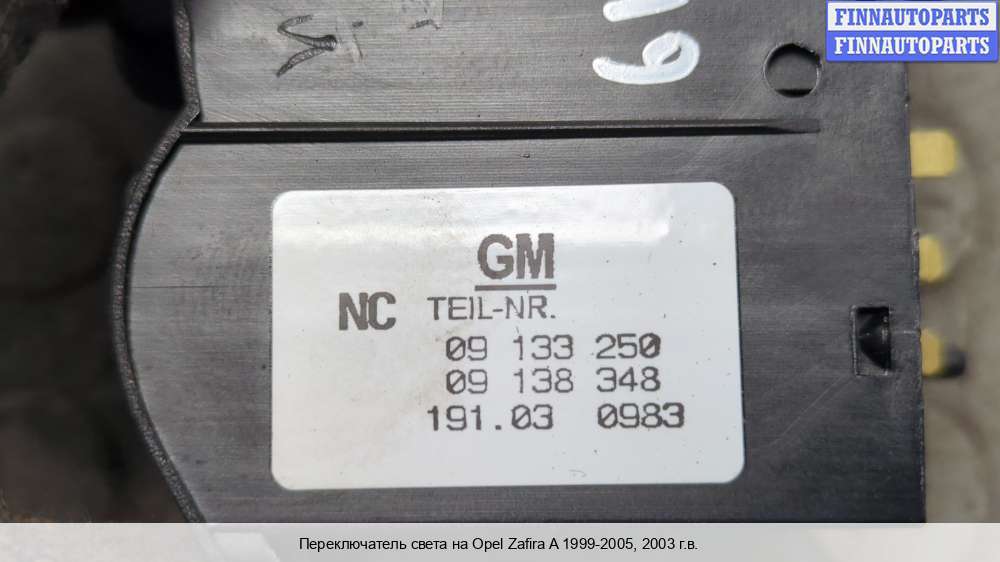 FINNAUTOPARTS
FINNAUTOPARTS
GM
NC TEIL-NR.
09 133 250
09 138 348
191.03 0983
Переключатель света на Opel Zafira A 1999-2005, 2003 г.в.